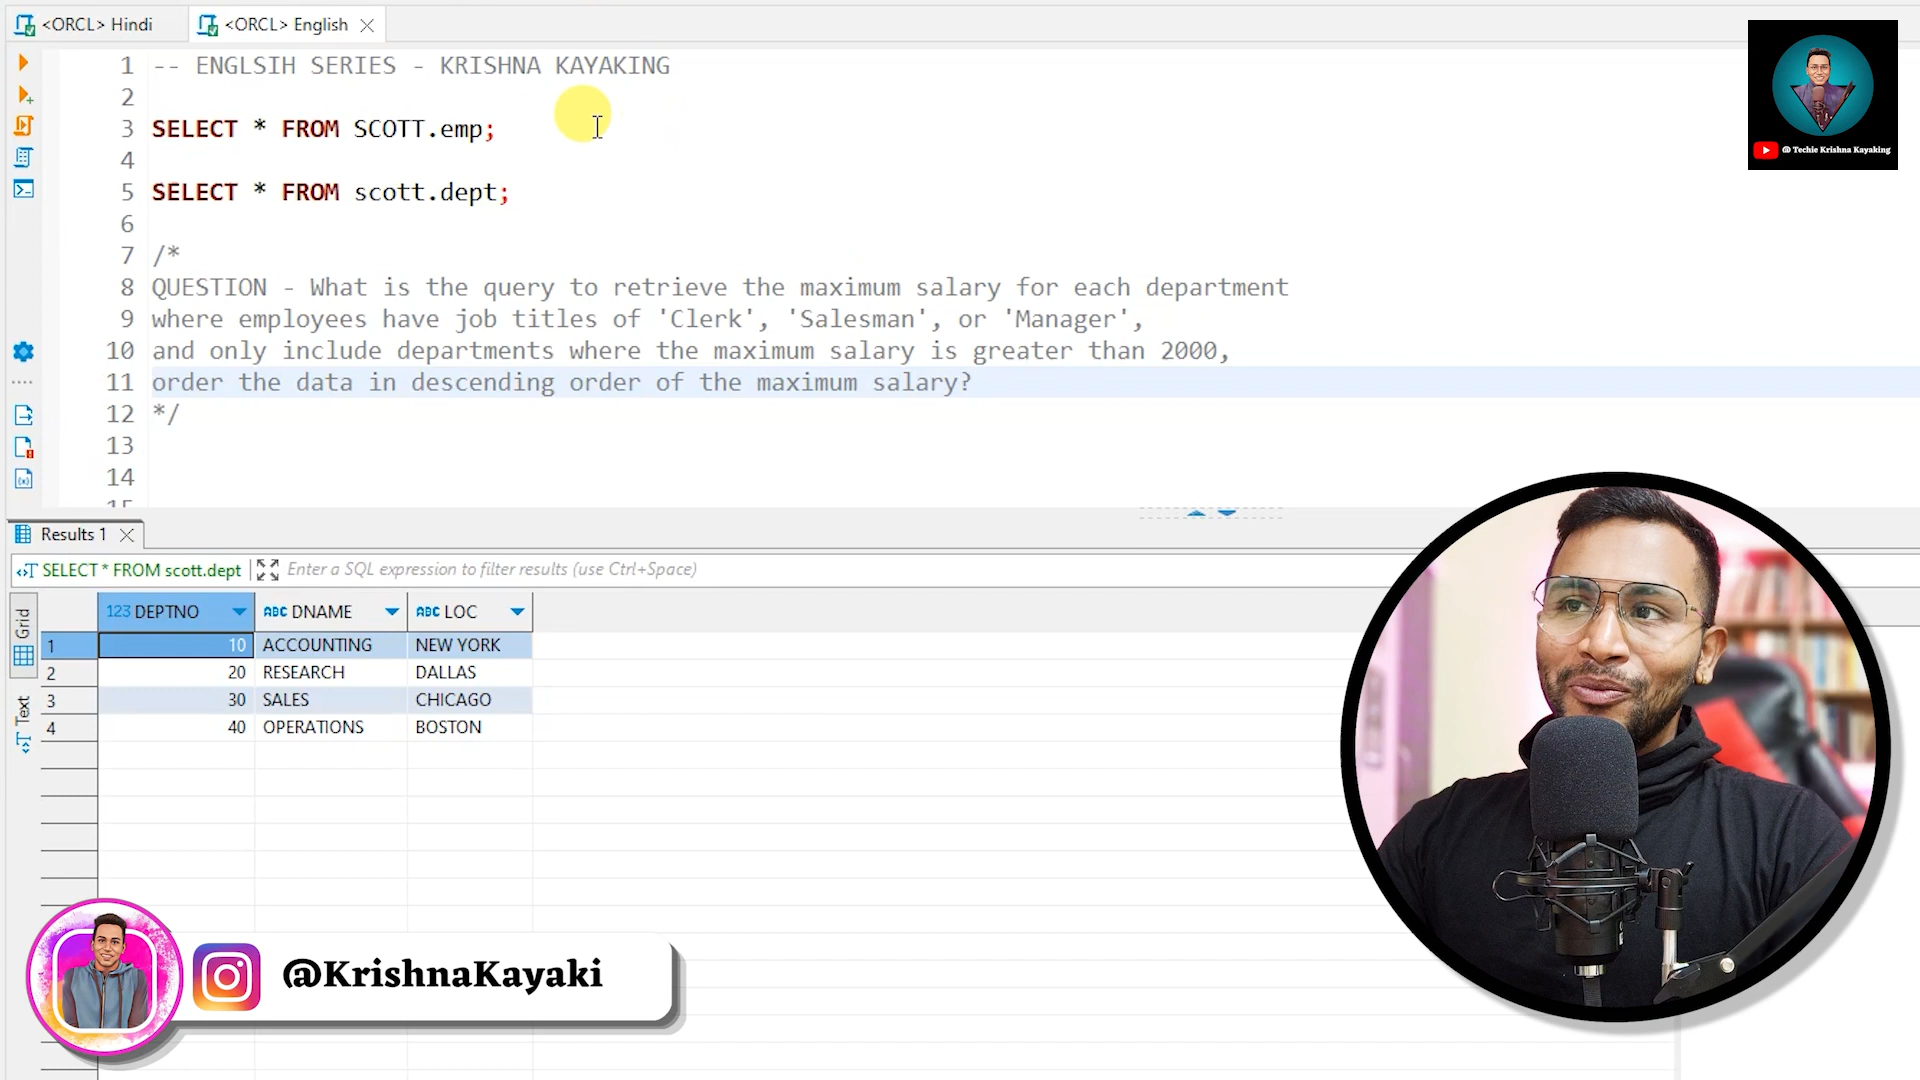 <ORCL> Hindi
<ORCL> English
@ Techie Krishna Kayaking
1 -- ENGLSIH SERIES - KRISHNA KAYAKING
2
3 SELECT * FROM SCOTT.emp;
4
5 SELECT * FROM scott.dept;
6
7 /*
8 QUESTION - What is the query to retrieve the maximum salary for each department
9 where employees have job titles of 'Clerk', 'Salesman', or 'Manager',
10 and only include departments where the maximum salary is greater than 2000,
11 order the data in descending order of the maximum salary?
12 */
13
14
Results 1
SELECT * FROM scott.dept
Enter a SQL expression to filter results (use Ctrl+Space)
Grid
Text
123 DEPTNO ABC DNAME ABC LOC
1 10 ACCOUNTING NEW YORK
2 20 RESEARCH DALLAS
3 30 SALES CHICAGO
4 40 OPERATIONS BOSTON
@KrishnaKayaki